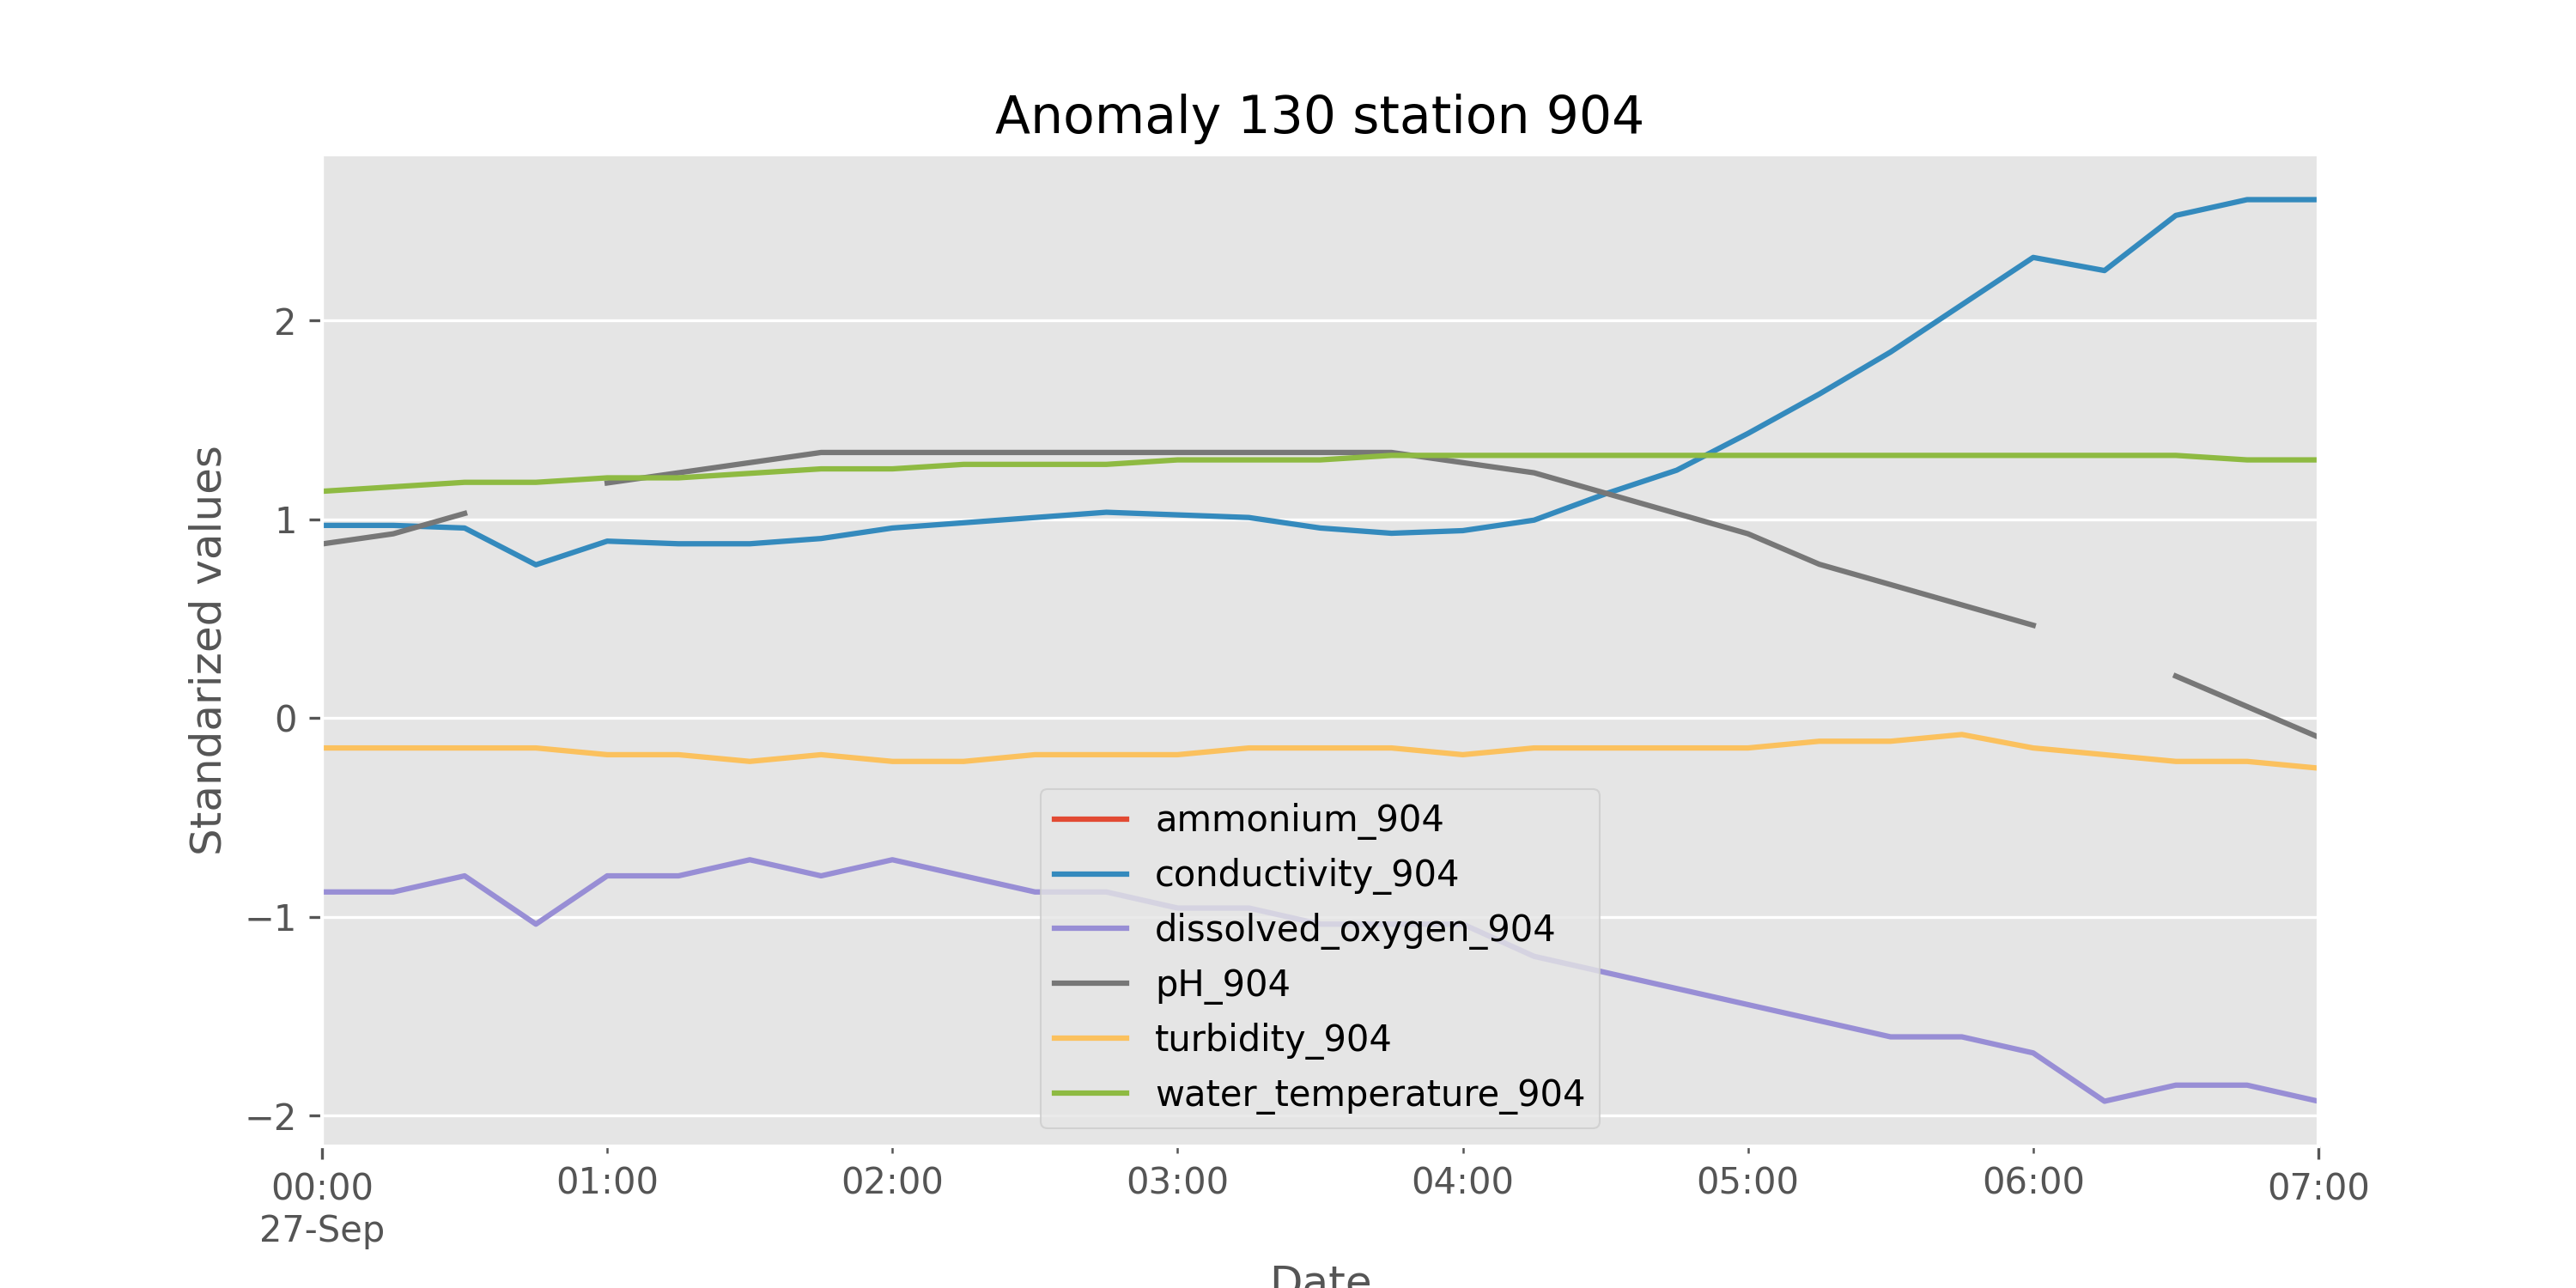 Anomaly 130 station 904
Standarized values
2
1
0
−1
−2
ammonium_904
conductivity_904
dissolved_oxygen_904
pH_904
turbidity_904
water_temperature_904
00:00 01:00 02:00 03:00 04:00 05:00 06:00 07:00
27-Sep
Date